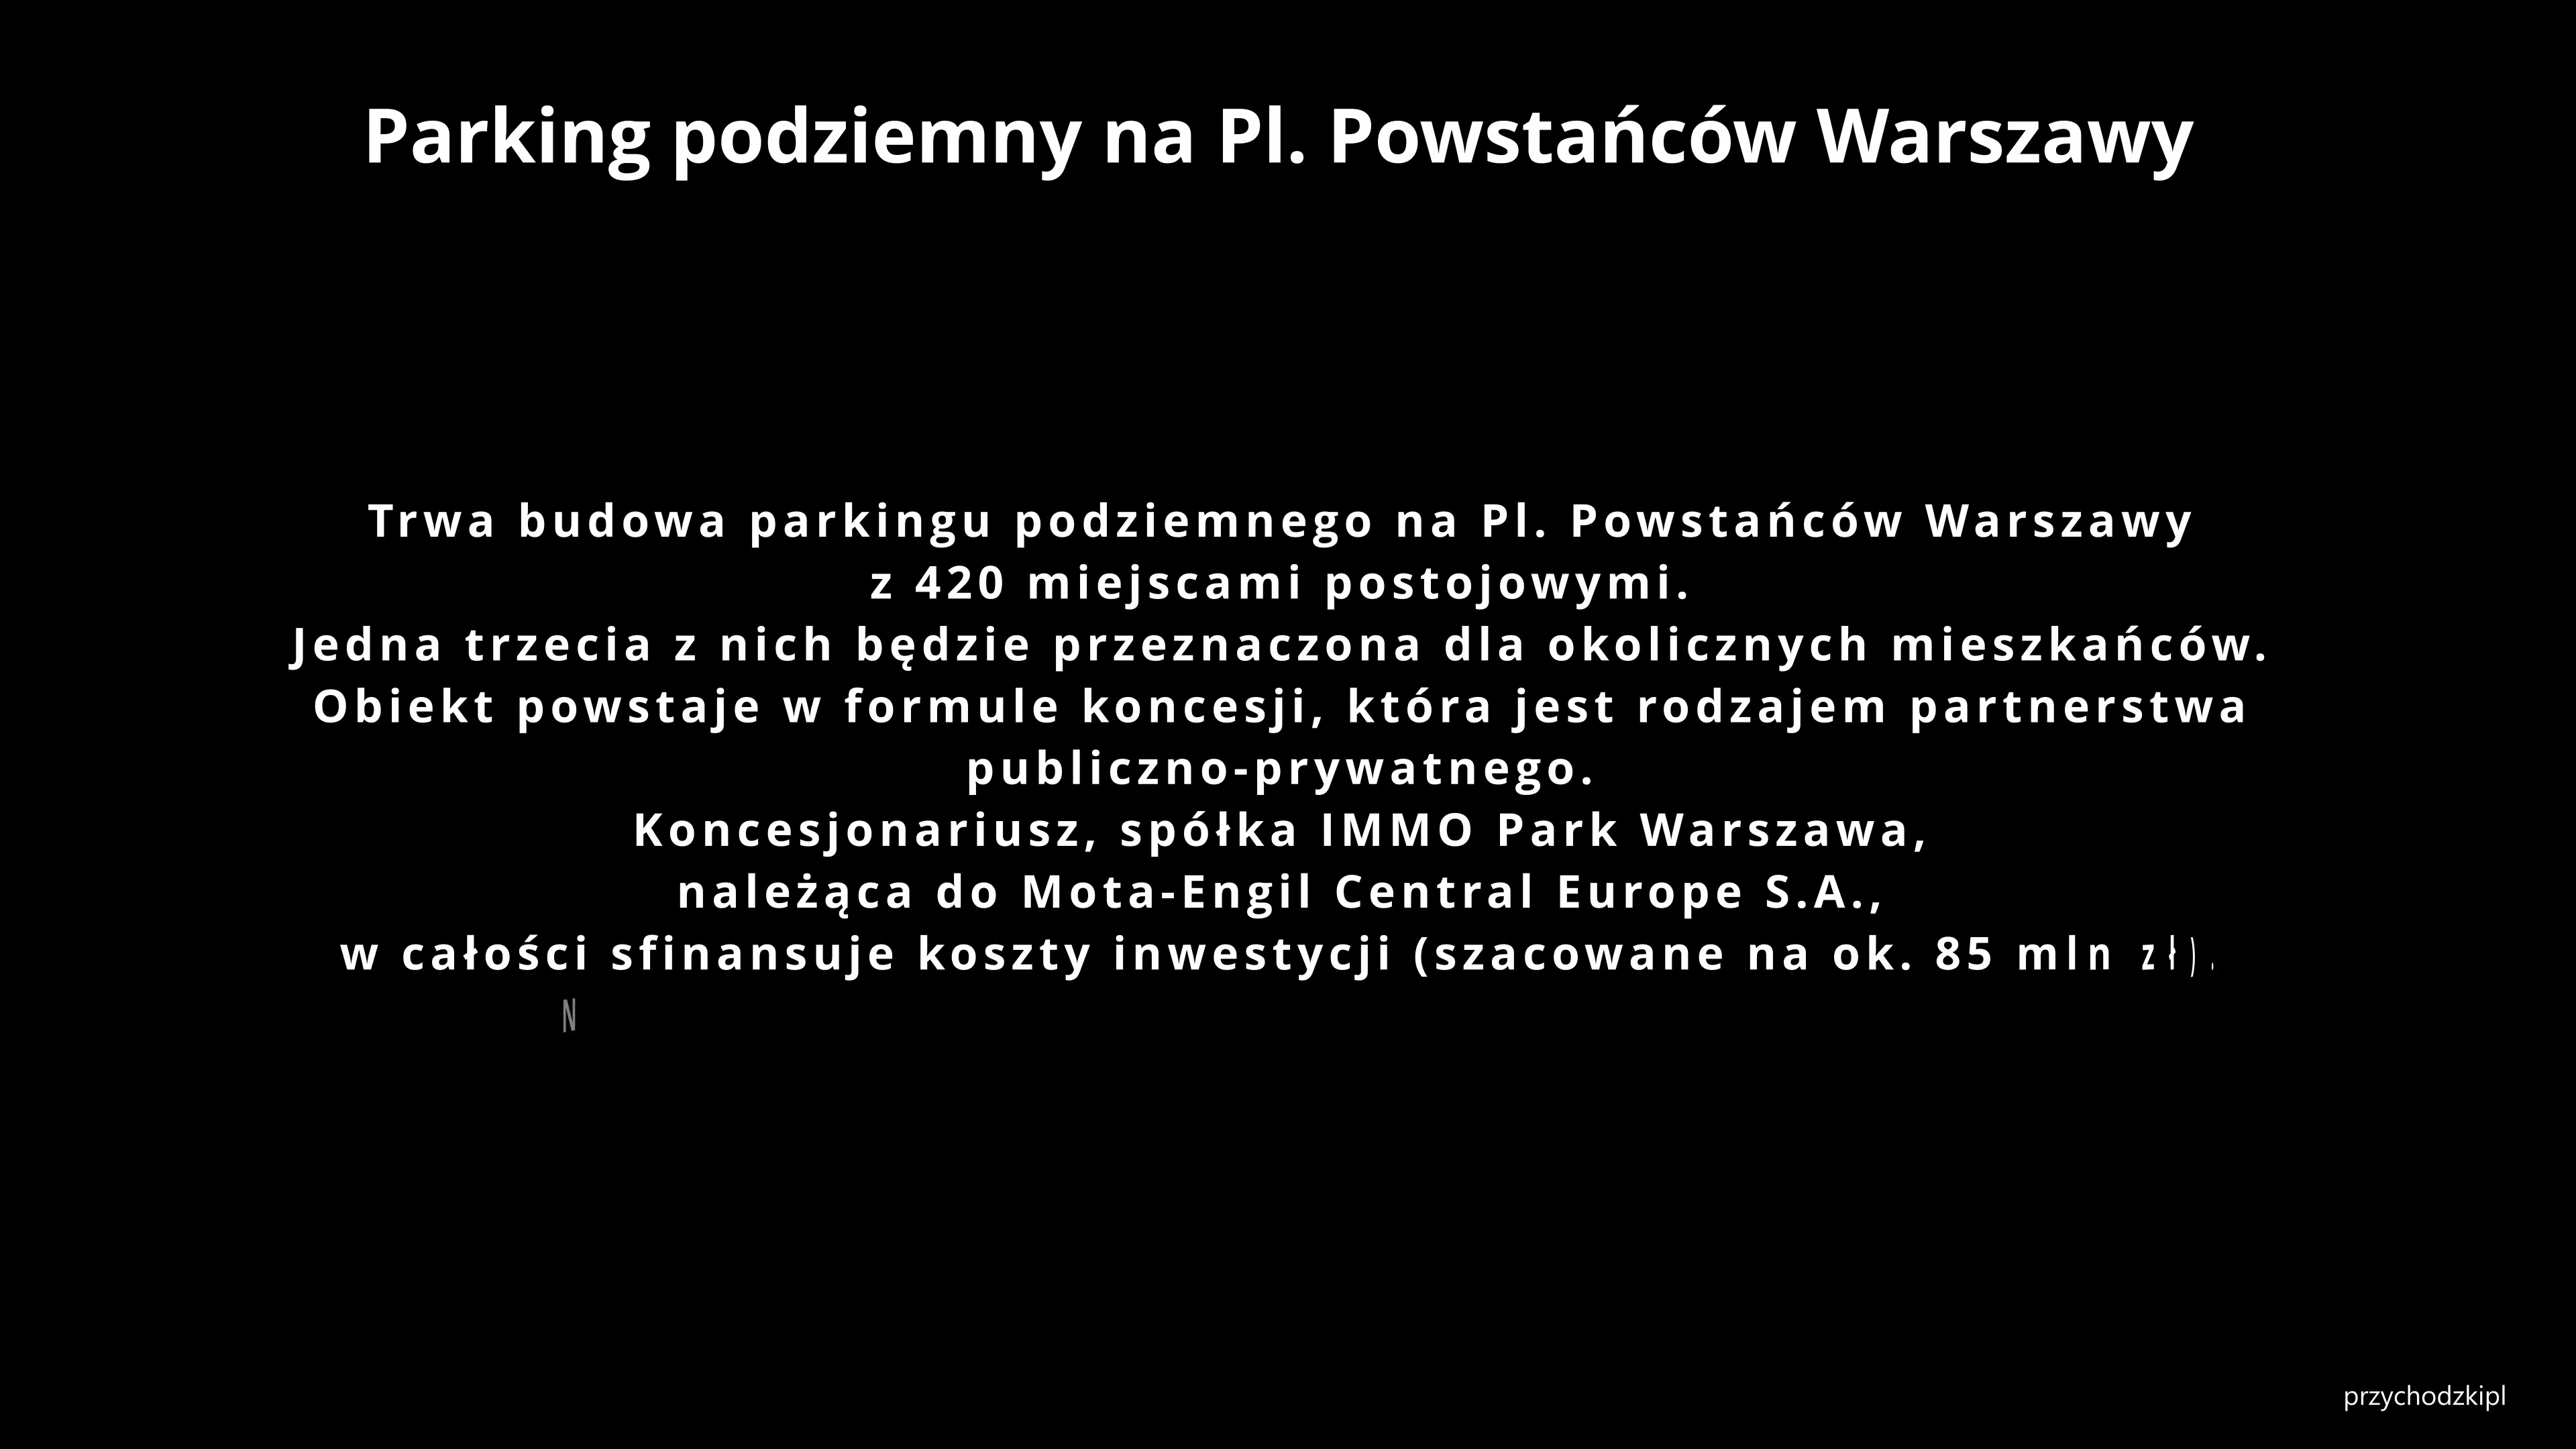 Parking podziemny na Pl. Powstańców Warszawy
Trwa budowa parkingu podziemnego na Pl. Powstańców Warszawy
z 420 miejscami postojowymi.
Jedna trzecia z nich będzie przeznaczona dla okolicznych mieszkańców.
Obiekt powstaje w formule koncesji, która jest rodzajem partnerstwa
publiczno-prywatnego.
Koncesjonariusz, spółka IMMO Park Warszawa,
należąca do Mota-Engil Central Europe S.A.,
w całości sfinansuje koszty inwestycji (szacowane na ok. 85 mln zł).
N
przychodzkipl